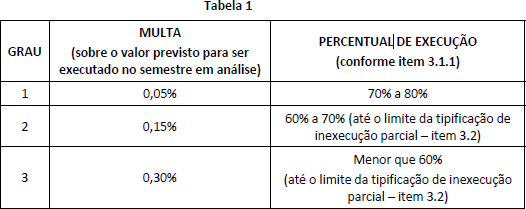 Tabela 1
GRAU
MULTA
(sobre o valor previsto para ser
executado no semestre em análise)
PERCENTUAL DE EXECUÇÃO
(conforme item 3.1.1)
1
0,05%
70% a 80%
2
0,15%
60% a 70% (até o limite da tipificação de
inexecução parcial – item 3.2)
3
0,30%
Menor que 60%
(até o limite da tipificação de inexecução
parcial – item 3.2)